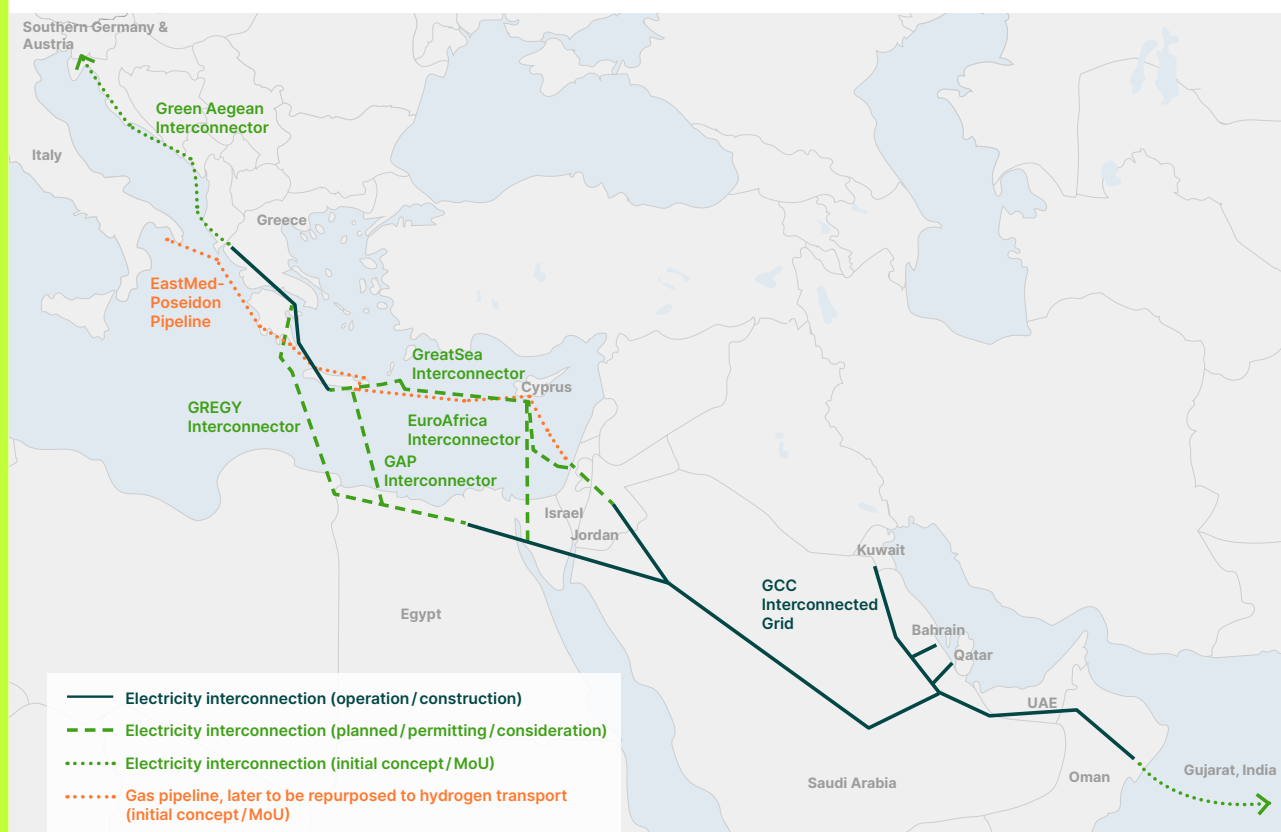 Southern Germany &
Austria
Green Aegean
Interconnector
Italy
Greece
EastMed-
Poseidon
Pipeline
GreatSea
Interconnector
Cyprus
GREGY
Interconnector
EuroAfrica
Interconnector
GAP
Interconnector
Israel
Jordan
Kuwait
GCC
Interconnected
Grid
Egypt
Bahrain
Qatar
UAE
Oman
Gujarat, India
Saudi Arabia
Electricity interconnection (operation/construction)
Electricity interconnection (planned/permitting/consideration)
Electricity interconnection (initial concept/MoU)
Gas pipeline, later to be repurposed to hydrogen transport
(initial concept/MoU)